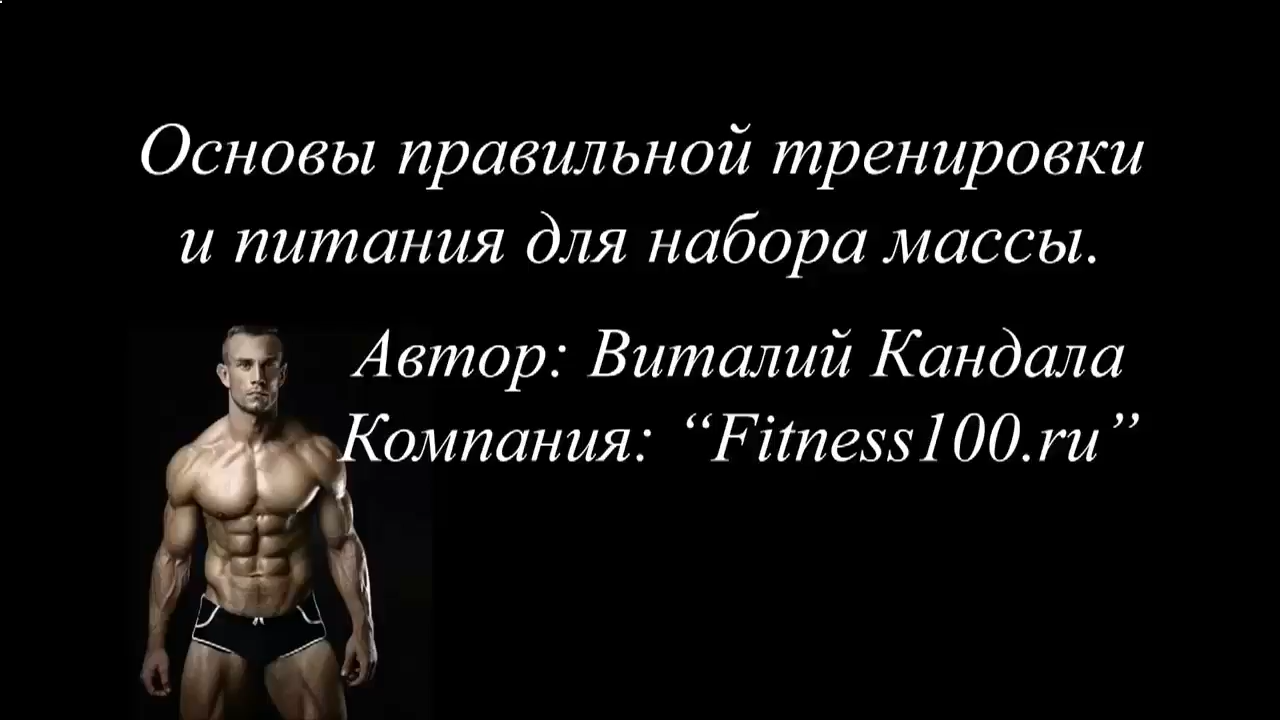 Основы правильной тренировки
и питания для набора массы.
Автор: Виталий Кандала
Компания: “Fitness100.ru”